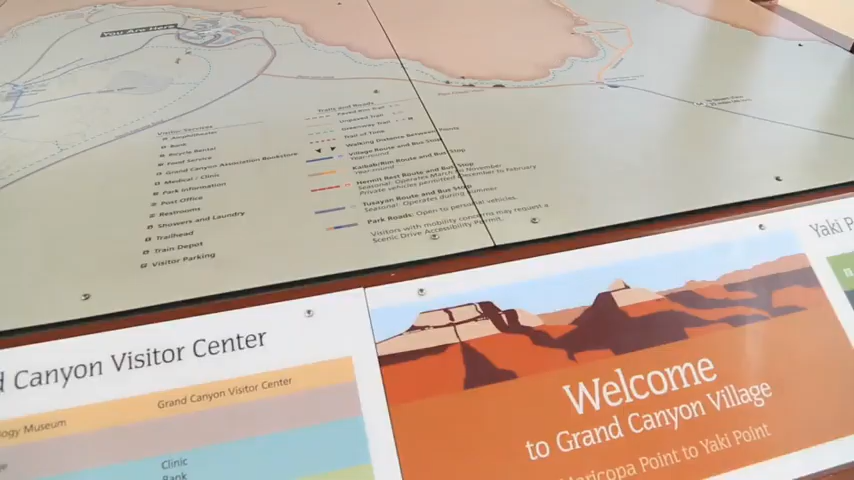 You Are Here
Visitor Services
Amphitheater
Bank
Bicycle Rental
Food Service
Grand Canyon Association Bookstore
Medical / Clinic
Park Information
Post Office
Restrooms
Showers and Laundry
Trailhead
Train Depot
Visitor Parking
Trails and Roads
Paved Rim Trail
Unpaved Trail
Greenway Trail
Trail of Time
Walking Distance Between Points
Village Route and Bus Stop
Year-round
Kaibab/Rim Route and Bus Stop
Year-round
Hermit Rest Route and Bus Stop
Seasonal: Operates March to November
Private vehicles permitted December to February
Tusayan Route and Bus Stop
Seasonal: Operates during summer
Park Roads: Open to personal vehicles.
Visitors with mobility concerns may request a
Scenic Drive Accessibility Permit.
Canyon Visitor Center
Grand Canyon Visitor Center
ology Museum
Clinic
Bank
Welcome
to Grand Canyon Village
Maricopa Point to Yaki Point
Yaki P